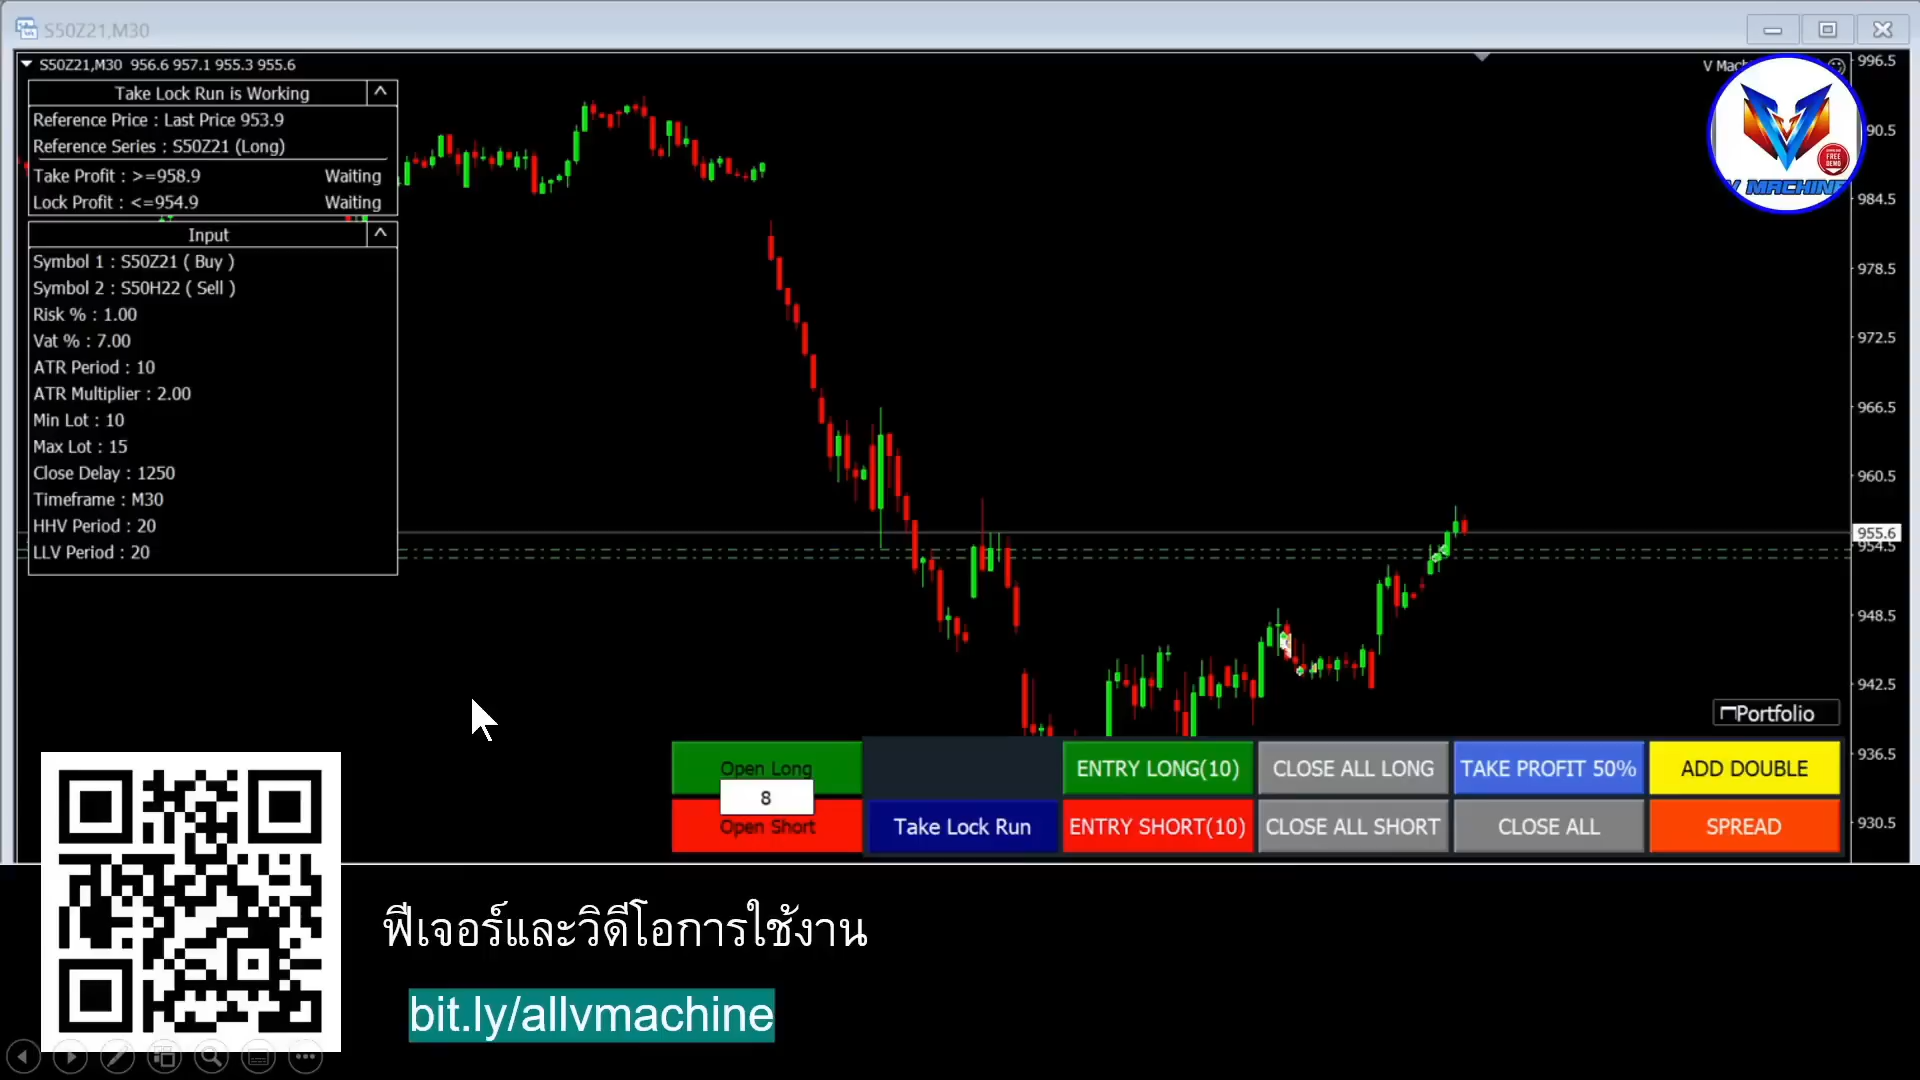 S50Z21,M30
S50Z21,M30 956.6 957.1 955.3 955.6
Take Lock Run is Working
Reference Price : Last Price 953.9
Reference Series : S50Z21 (Long)
Take Profit : >=958.9 Waiting
Lock Profit : <=954.9 Waiting
Input
Symbol 1 : S50Z21 ( Buy )
Symbol 2 : S50H22 ( Sell )
Risk % : 1.00
Vat % : 7.00
ATR Period : 10
ATR Multiplier : 2.00
Min Lot : 10
Max Lot : 15
Close Delay : 1250
Timeframe : M30
HHV Period : 20
LLV Period : 20
V MACHINE
FREE
DEMO
996.5
90.5
984.5
978.5
972.5
966.5
960.5
955.6
954.5
948.5
942.5
936.5
930.5
Portfolio
Open Long
8
Open Short
Take Lock Run
ENTRY LONG(10)
CLOSE ALL LONG
TAKE PROFIT 50%
ADD DOUBLE
ENTRY SHORT(10)
CLOSE ALL SHORT
CLOSE ALL
SPREAD
ฟีเจอร์และวิดีโอการใช้งาน
bit.ly/allvmachine